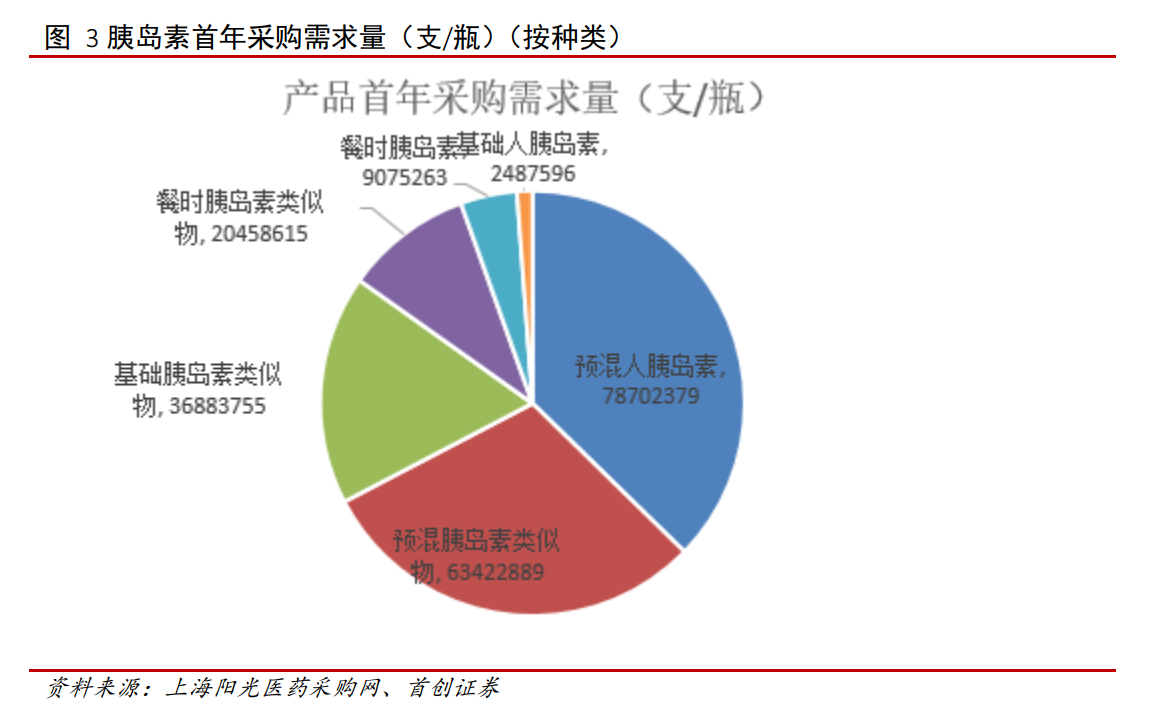 图 3 胰岛素首年采购需求量（支/瓶）（按种类）
产品首年采购需求量（支/瓶）
餐时胰岛素,
9075263
基础人胰岛素,
2487596
餐时胰岛素类似
物, 20458615
基础胰岛素类似
物, 36883755
预混人胰岛素,
78702379
预混胰岛素类似
物, 63422889
资料来源：上海阳光医药采购网、首创证券